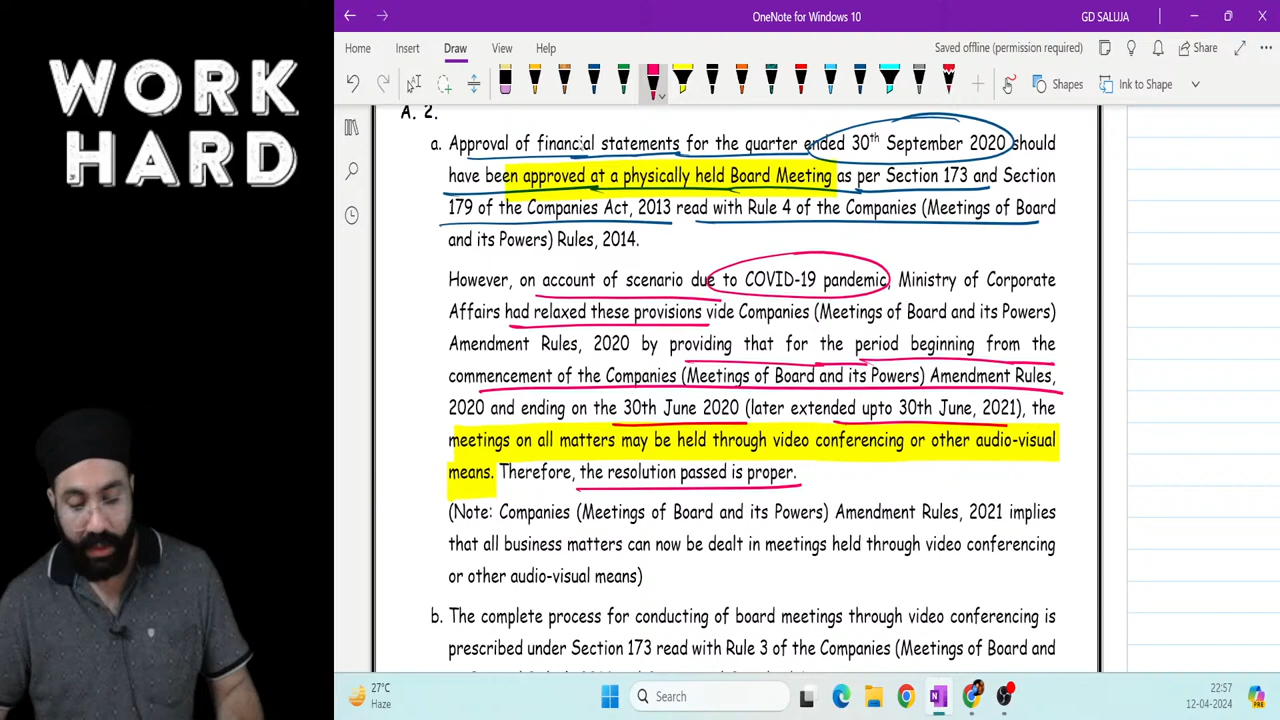 WORK
HARD
OneNote for Windows 10
GD SALUJA
Home Insert Draw View Help
Saved offline (permission required)
Share
Shapes
Ink to Shape
A. 2.
a. Approval of financial statements for the quarter ended 30th September 2020 should
have been approved at a physically held Board Meeting as per Section 173 and Section
179 of the Companies Act, 2013 read with Rule 4 of the Companies (Meetings of Board
and its Powers) Rules, 2014.
However, on account of scenario due to COVID-19 pandemic, Ministry of Corporate
Affairs had relaxed these provisions vide Companies (Meetings of Board and its Powers)
Amendment Rules, 2020 by providing that for the period beginning from the
commencement of the Companies (Meetings of Board and its Powers) Amendment Rules,
2020 and ending on the 30th June 2020 (later extended upto 30th June, 2021), the
meetings on all matters may be held through video conferencing or other audio-visual
means. Therefore, the resolution passed is proper.
(Note: Companies (Meetings of Board and its Powers) Amendment Rules, 2021 implies
that all business matters can now be dealt in meetings held through video conferencing
or other audio-visual means)
b. The complete process for conducting of board meetings through video conferencing is
prescribed under Section 173 read with Rule 3 of the Companies (Meetings of Board and
27°C
Haze
Search
22:57
12-04-2024